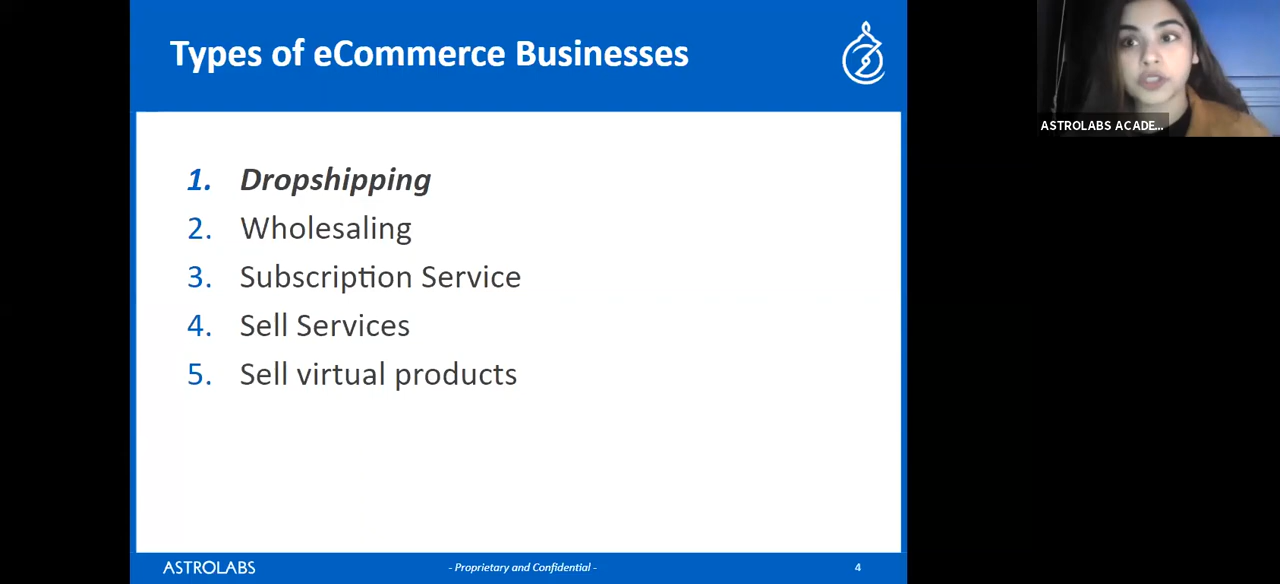 Types of eCommerce Businesses
1. Dropshipping
2. Wholesaling
3. Subscription Service
4. Sell Services
5. Sell virtual products
ASTROLABS
- Proprietary and Confidential -
4
ASTROLABS ACADE...